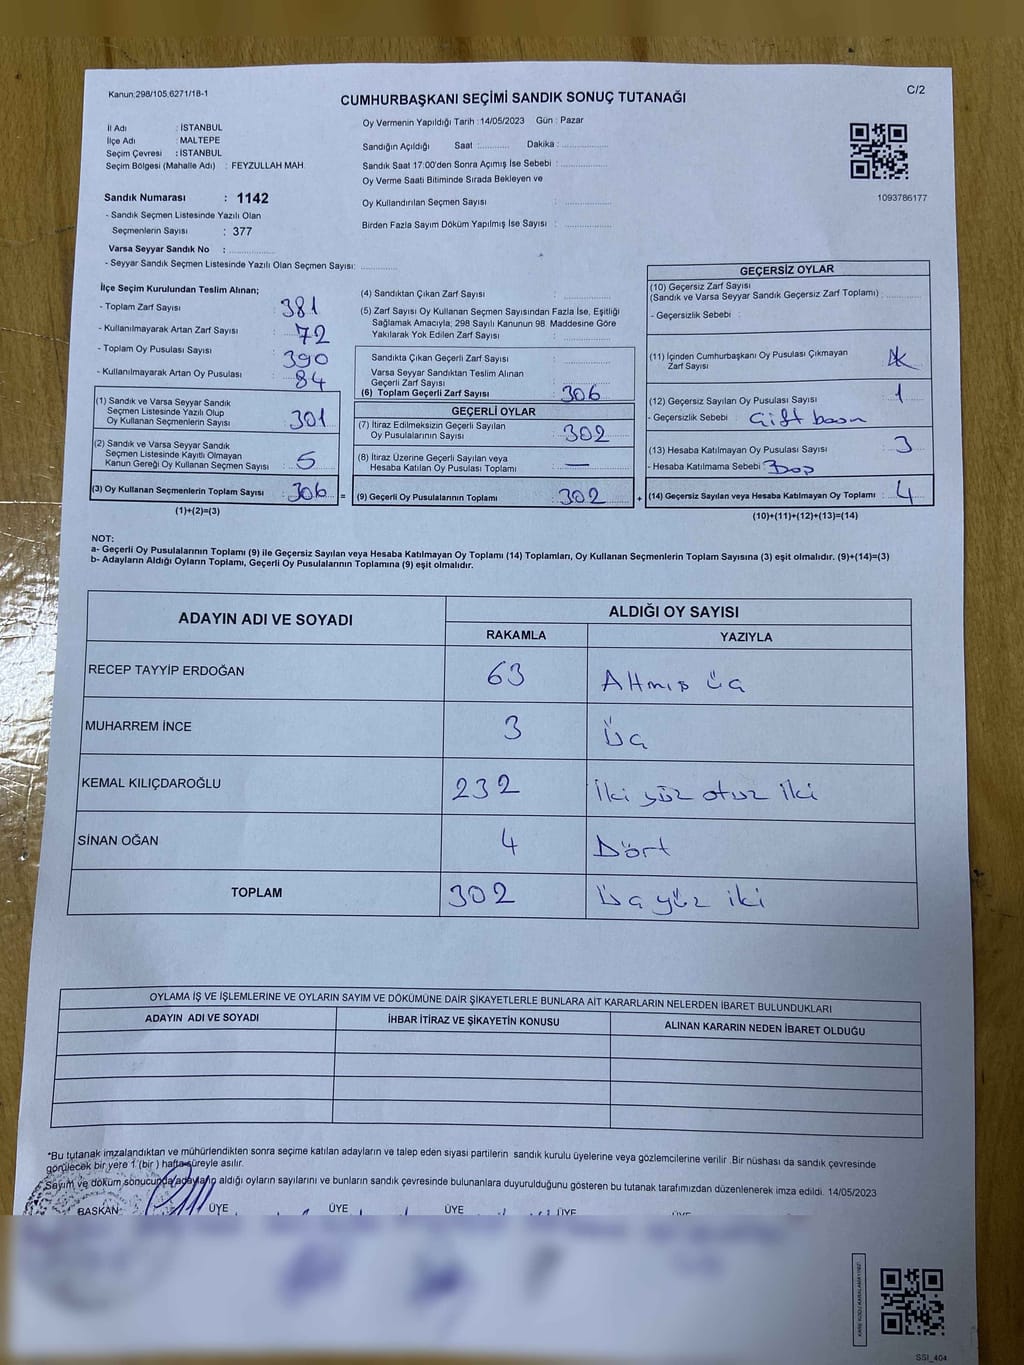 Kanun:298/105,6271/18-1
C/2
CUMHURBAŞKANI SEÇİMİ SANDIK SONUÇ TUTANAĞI
İl Adı : İSTANBUL
İlçe Adı : MALTEPE
Seçim Çevresi : İSTANBUL
Seçim Bölgesi (Mahalle Adı) : FEYZULLAH MAH.
Sandık Numarası : 1142
- Sandık Seçmen Listesinde Yazılı Olan
Seçmenlerin Sayısı : 377
Varsa Seyyar Sandık No :
- Seyyar Sandık Seçmen Listesinde Yazılı Olan Seçmen Sayısı:
Oy Vermenin Yapıldığı Tarih : 14/05/2023 Gün : Pazar
Sandığın Açıldığı Saat : Dakika :
Sandık Saat 17:00'den Sonra Açılmış İse Sebebi :
Oy Verme Saati Bitiminde Sırada Bekleyen ve
Oy Kullandırılan Seçmen Sayısı :
Birden Fazla Sayım Döküm Yapılmış İse Sayısı :
1093786177
İlçe Seçim Kurulundan Teslim Alınan;
- Toplam Zarf Sayısı : 381
- Kullanılmayarak Artan Zarf Sayısı : 72
- Toplam Oy Pusulası Sayısı : 390
- Kullanılmayarak Artan Oy Pusulası : 84
(1) Sandık ve Varsa Seyyar Sandık
Seçmen Listesinde Yazılı Olup
Oy Kullanan Seçmenlerin Sayısı : 301
(2) Sandık ve Varsa Seyyar Sandık
Seçmen Listesinde Kayıtlı Olmayan
Kanun Gereği Oy Kullanan Seçmen Sayısı : 5
(3) Oy Kullanan Seçmenlerin Toplam Sayısı : 306 =
(1)+(2)=(3)
(4) Sandıktan Çıkan Zarf Sayısı :
(5) Zarf Sayısı Oy Kullanan Seçmen Sayısından Fazla İse, Eşitliği
Sağlamak Amacıyla; 298 Sayılı Kanunun 98. Maddesine Göre
Yakılarak Yok Edilen Zarf Sayısı :
Sandıkta Çıkan Geçerli Zarf Sayısı :
Varsa Seyyar Sandıktan Teslim Alınan
Geçerli Zarf Sayısı :
(6) Toplam Geçerli Zarf Sayısı : 306
GEÇERLİ OYLAR
(7) İtiraz Edilmeksizin Geçerli Sayılan
Oy Pusulalarının Sayısı : 302
(8) İtiraz Üzerine Geçerli Sayılan veya
Hesaba Katılan Oy Pusulası Toplamı : —
(9) Geçerli Oy Pusulalarının Toplamı : 302 +
GEÇERSİZ OYLAR
(10) Geçersiz Zarf Sayısı
(Sandık ve Varsa Seyyar Sandık Geçersiz Zarf Toplamı) :
- Geçersizlik Sebebi :
(11) İçinden Cumhurbaşkanı Oy Pusulası Çıkmayan
Zarf Sayısı :
(12) Geçersiz Sayılan Oy Pusulası Sayısı : 1
- Geçersizlik Sebebi : Çift basın
(13) Hesaba Katılmayan Oy Pusulası Sayısı : 3
- Hesaba Katılmama Sebebi : 3 Boş
(14) Geçersiz Sayılan veya Hesaba Katılmayan Oy Toplamı : 4
(10)+(11)+(12)+(13)=(14)
NOT:
a- Geçerli Oy Pusulalarının Toplamı (9) ile Geçersiz Sayılan veya Hesaba Katılmayan Oy Toplamı (14) Toplamları, Oy Kullanan Seçmenlerin Toplam Sayısına (3) eşit olmalıdır. (9)+(14)=(3)
b- Adayların Aldığı Oyların Toplamı, Geçerli Oy Pusulalarının Toplamına (9) eşit olmalıdır.
ADAYIN ADI VE SOYADI ALDIĞI OY SAYISI
RAKAMLA YAZIYLA
RECEP TAYYİP ERDOĞAN 63 Altmış üç
MUHARREM İNCE 3 üç
KEMAL KILIÇDAROĞLU 232 İki yüz otuz iki
SİNAN OĞAN 4 Dört
TOPLAM 302 Üç yüz iki
OYLAMA İŞ VE İŞLEMLERİNE VE OYLARIN SAYIM VE DÖKÜMÜNE DAİR ŞİKAYETLERLE BUNLARA AİT KARARLARIN NELERDEN İBARET BULUNDUKLARI
ADAYIN ADI VE SOYADI İHBAR İTİRAZ VE ŞİKAYETİN KONUSU ALINAN KARARIN NEDEN İBARET OLDUĞU
*Bu tutanak imzalandıktan ve mühürlendikten sonra seçime katılan adayların ve talep eden siyasi partilerin sandık kurulu üyelerine veya gözlemcilerine verilir .Bir nüshası da sandık çevresinde
görülecek bir yere 1 (bir ) hafta süreyle asılır.
Sayım ve döküm sonucunda adayların aldığı oyların sayılarını ve bunların sandık çevresinde bulunanlara duyurulduğunu gösteren bu tutanak tarafımızdan düzenlenerek imza edildi. 14/05/2023
BAŞKAN ÜYE ÜYE ÜYE ÜYE ÜYE
SSI_404